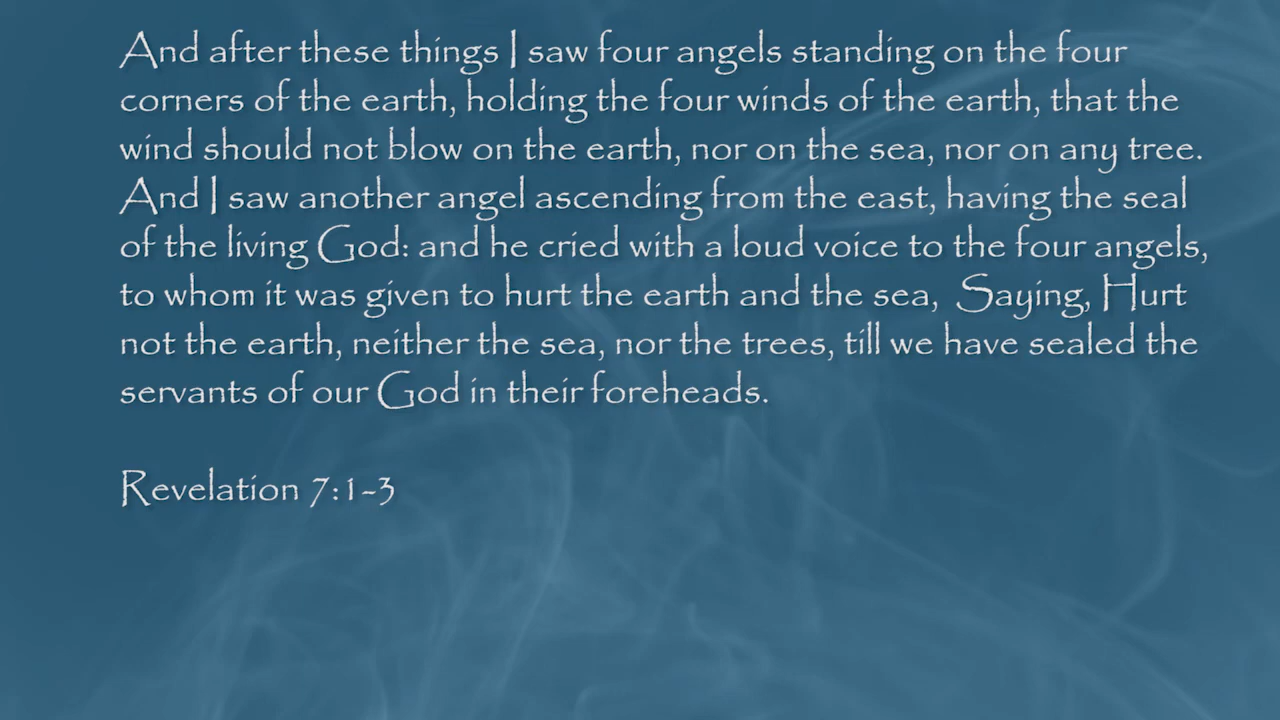 And after these things I saw four angels standing on the four
corners of the earth, holding the four winds of the earth, that the
wind should not blow on the earth, nor on the sea, nor on any tree.
And I saw another angel ascending from the east, having the seal
of the living God: and he cried with a loud voice to the four angels,
to whom it was given to hurt the earth and the sea,  Saying, Hurt
not the earth, neither the sea, nor the trees, till we have sealed the
servants of our God in their foreheads.
Revelation 7:1-3